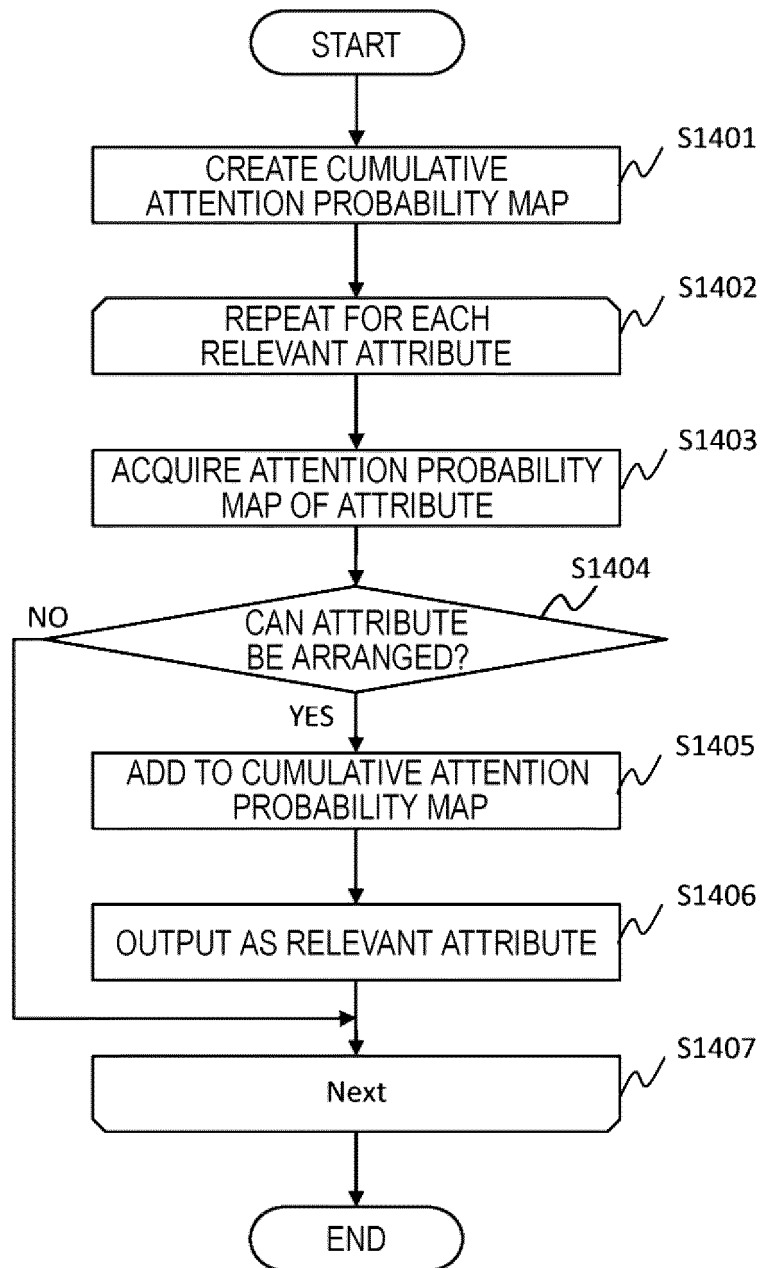 START
S1401
CREATE CUMULATIVE
ATTENTION PROBABILITY MAP
S1402
REPEAT FOR EACH
RELEVANT ATTRIBUTE
S1403
ACQUIRE ATTENTION PROBABILITY
MAP OF ATTRIBUTE
S1404
NO
CAN ATTRIBUTE
BE ARRANGED?
YES
S1405
ADD TO CUMULATIVE ATTENTION
PROBABILITY MAP
S1406
OUTPUT AS RELEVANT ATTRIBUTE
S1407
Next
END